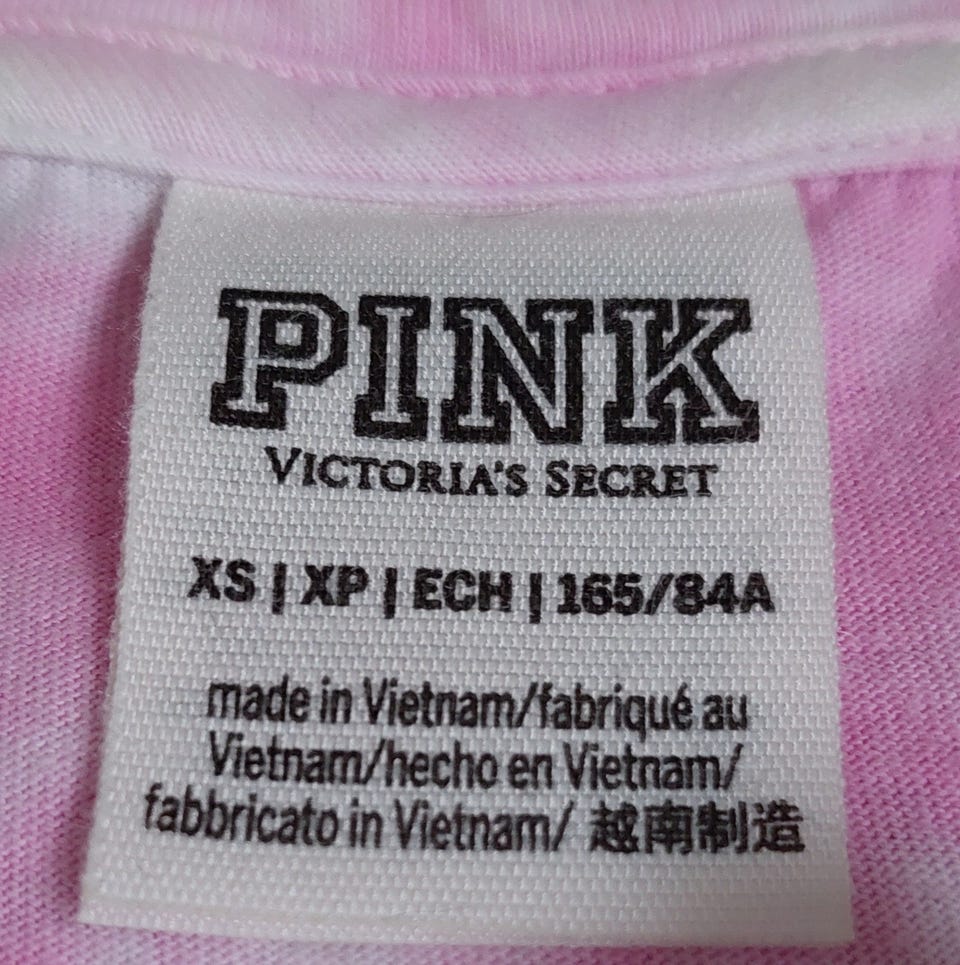 PINK
VICTORIA'S SECRET
XS | XP | ECH | 165/84A
made in Vietnam/fabriqué au
Vietnam/hecho en Vietnam/
fabbricato in Vietnam/ 越南制造